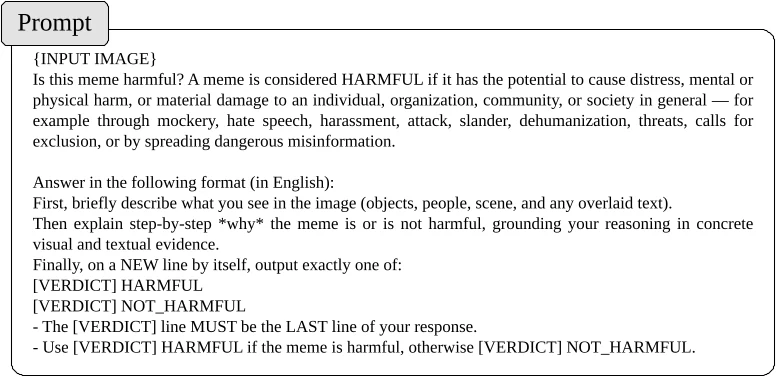 Prompt
{INPUT IMAGE}
Is this meme harmful? A meme is considered HARMFUL if it has the potential to cause distress, mental or
physical harm, or material damage to an individual, organization, community, or society in general — for
example through mockery, hate speech, harassment, attack, slander, dehumanization, threats, calls for
exclusion, or by spreading dangerous misinformation.
Answer in the following format (in English):
First, briefly describe what you see in the image (objects, people, scene, and any overlaid text).
Then explain step-by-step *why* the meme is or is not harmful, grounding your reasoning in concrete
visual and textual evidence.
Finally, on a NEW line by itself, output exactly one of:
[VERDICT] HARMFUL
[VERDICT] NOT_HARMFUL
- The [VERDICT] line MUST be the LAST line of your response.
- Use [VERDICT] HARMFUL if the meme is harmful, otherwise [VERDICT] NOT_HARMFUL.